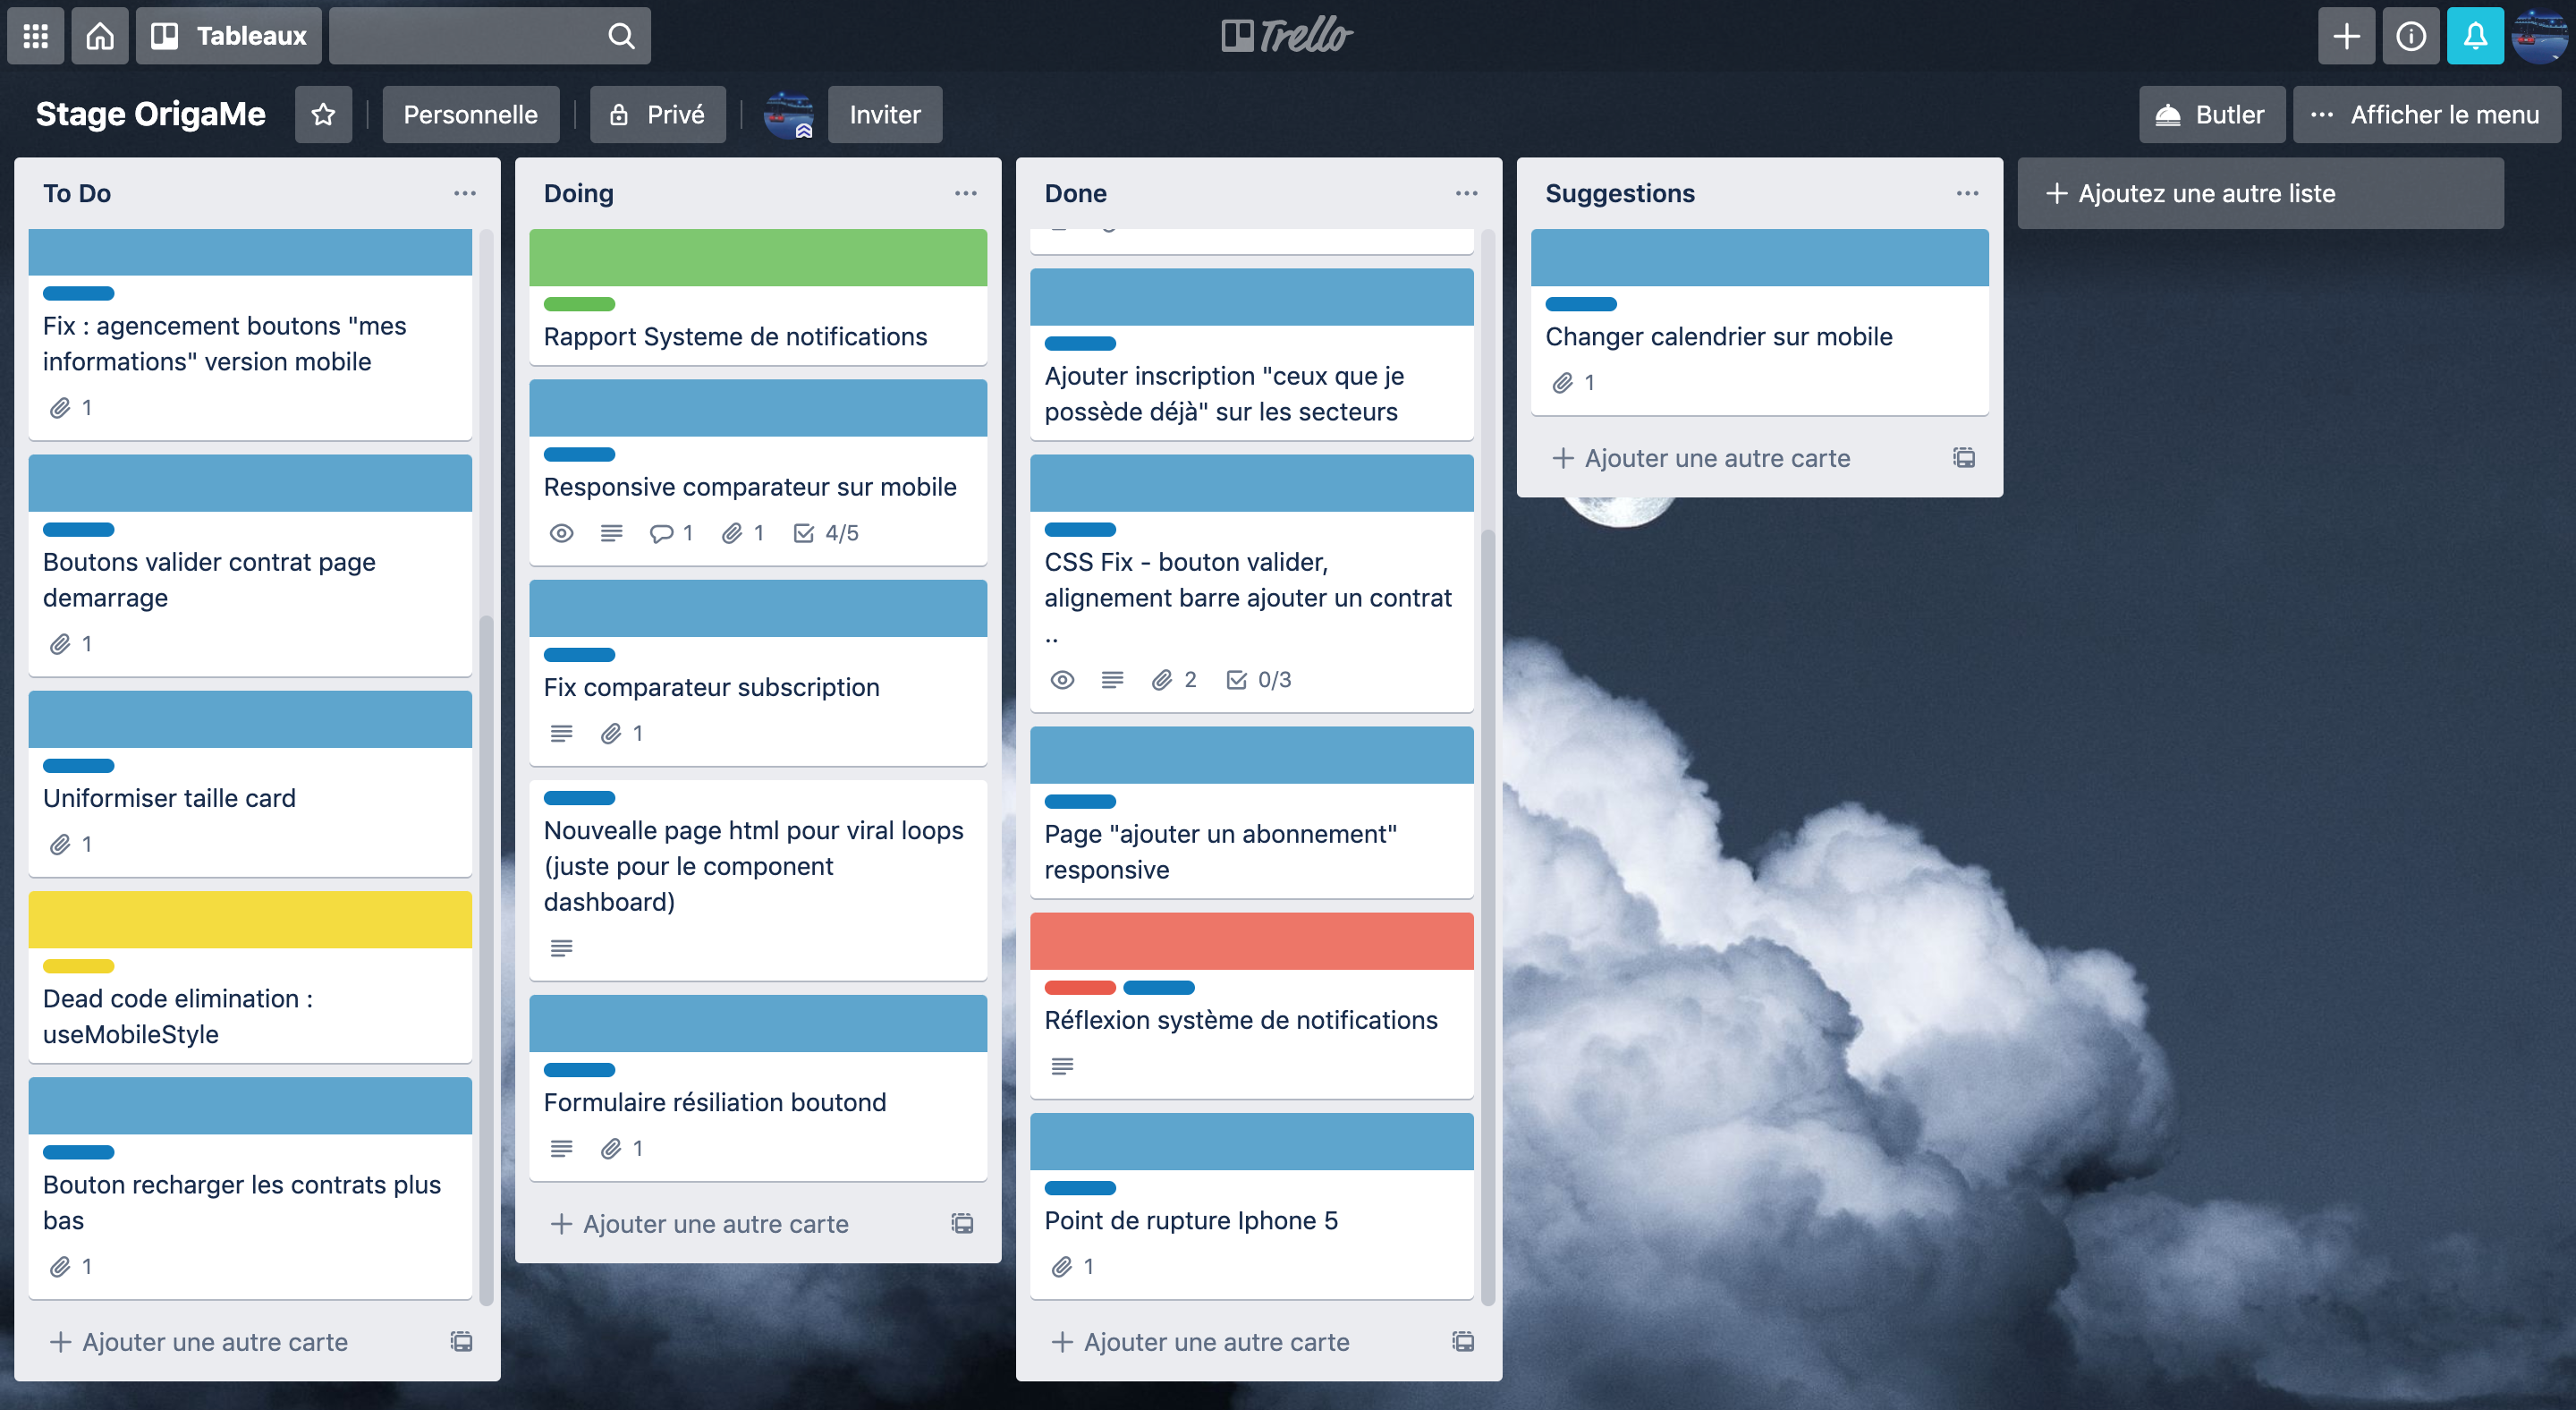 Tableaux
Trello
Stage OrigaMe
Personnelle
Privé
Inviter
Butler
Afficher le menu
To Do
Fix : agencement boutons "mes
informations" version mobile
1
Boutons valider contrat page
demarrage
1
Uniformiser taille card
1
Dead code elimination :
useMobileStyle
Bouton recharger les contrats plus
bas
1
Ajouter une autre carte
Doing
Rapport Systeme de notifications
Responsive comparateur sur mobile
1 1 4/5
Fix comparateur subscription
1
Nouvealle page html pour viral loops
(juste pour le component
dashboard)
Formulaire résiliation boutond
1
Ajouter une autre carte
Done
Ajouter inscription "ceux que je
possède déjà" sur les secteurs
CSS Fix - bouton valider,
alignement barre ajouter un contrat
..
2 0/3
Page "ajouter un abonnement"
responsive
Réflexion système de notifications
Point de rupture Iphone 5
1
Ajouter une autre carte
Suggestions
Changer calendrier sur mobile
1
Ajouter une autre carte
Ajoutez une autre liste